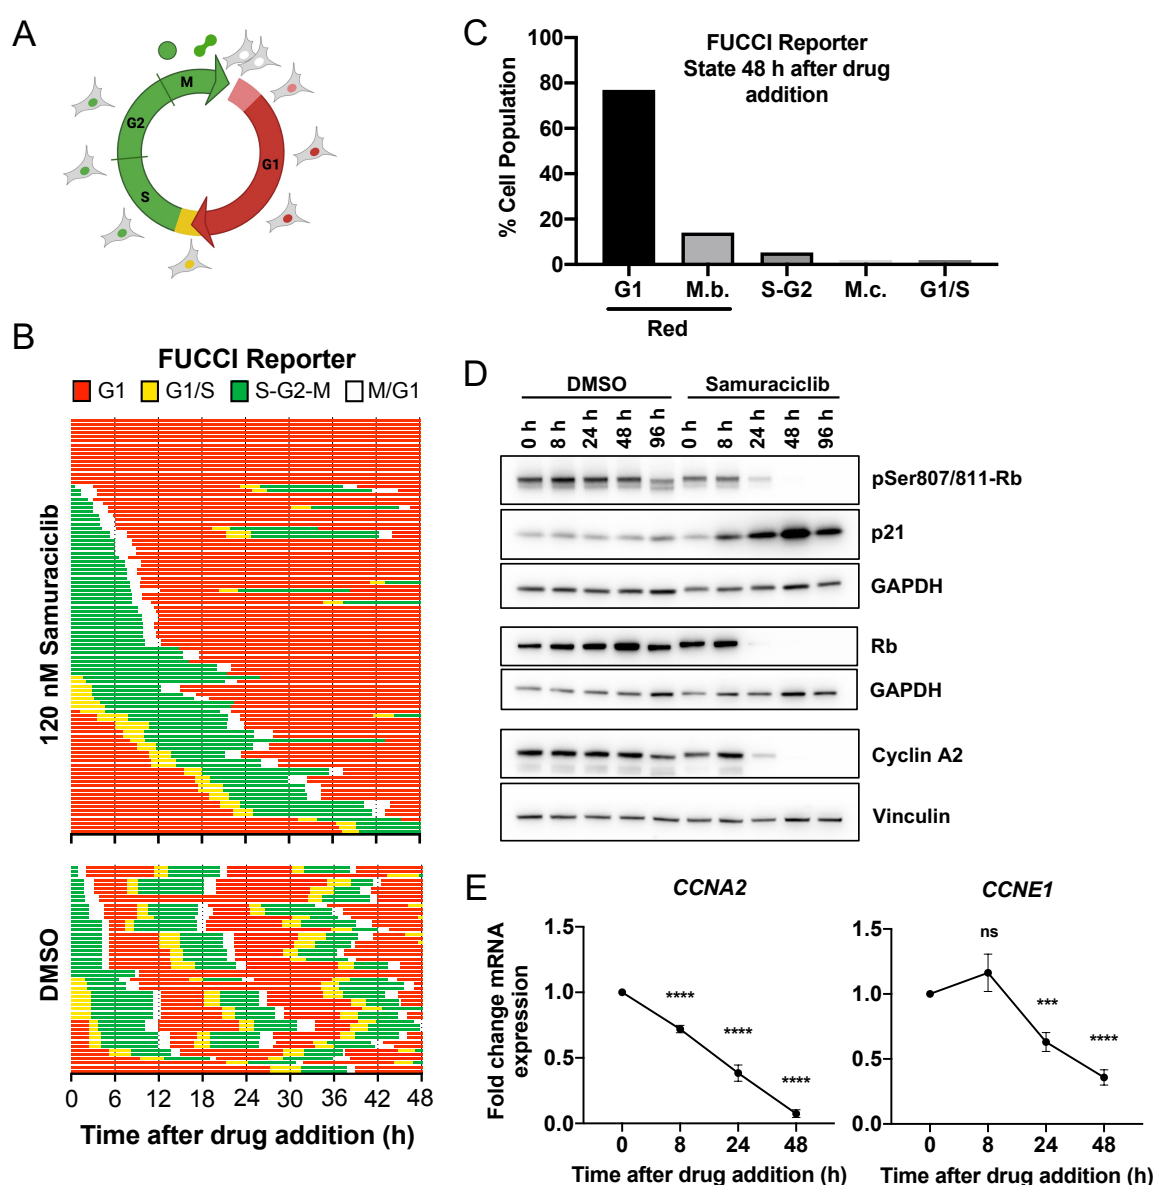 A
M
G2
G1
S
C
FUCCI Reporter
State 48 h after drug
addition
% Cell Population
100
80
60
40
20
0
G1 M.b. S-G2 M.c. G1/S
Red
B
FUCCI Reporter
G1 G1/S S-G2-M M/G1
120 nM Samuraciclib
DMSO
0 6 12 18 24 30 36 42 48
Time after drug addition (h)
D
DMSO Samuraciclib
0 h 8 h 24 h 48 h 96 h 0 h 8 h 24 h 48 h 96 h
pSer807/811-Rb
p21
GAPDH
Rb
GAPDH
Cyclin A2
Vinculin
E
CCNA2
Fold change mRNA
expression
1.5
1.0
0.5
0.0
****
****
****
0 8 24 48
Time after drug addition (h)
CCNE1
1.5
1.0
0.5
0.0
ns
***
****
0 8 24 48
Time after drug addition (h)